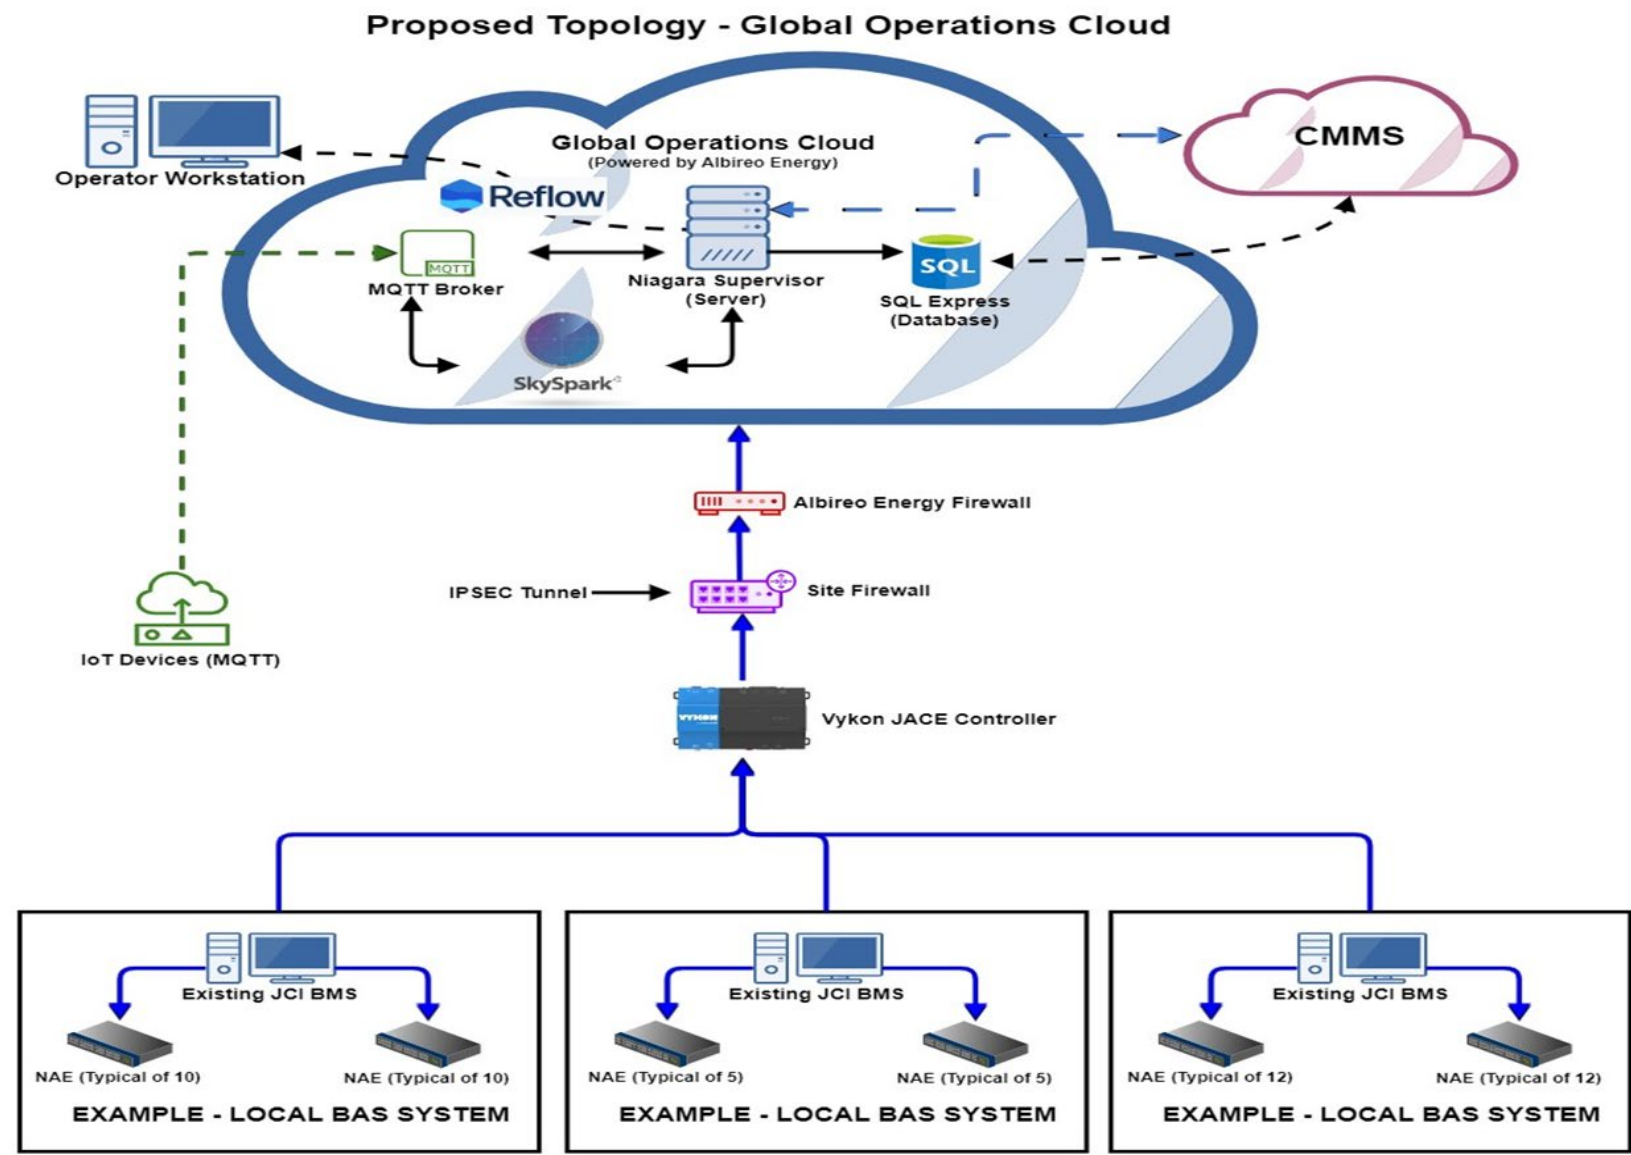 Proposed Topology - Global Operations Cloud
Operator Workstation
Global Operations Cloud
(Powered by Albireo Energy)
CMMS
Reflow
MQTT
MQTT Broker
Niagara Supervisor
(Server)
SQL
SQL Express
(Database)
SkySpark
Albireo Energy Firewall
IPSEC Tunnel
Site Firewall
IoT Devices (MQTT)
VYKON
Vykon JACE Controller
Existing JCI BMS
NAE (Typical of 10)
NAE (Typical of 10)
EXAMPLE - LOCAL BAS SYSTEM
Existing JCI BMS
NAE (Typical of 5)
NAE (Typical of 5)
EXAMPLE - LOCAL BAS SYSTEM
Existing JCI BMS
NAE (Typical of 12)
NAE (Typical of 12)
EXAMPLE - LOCAL BAS SYSTEM